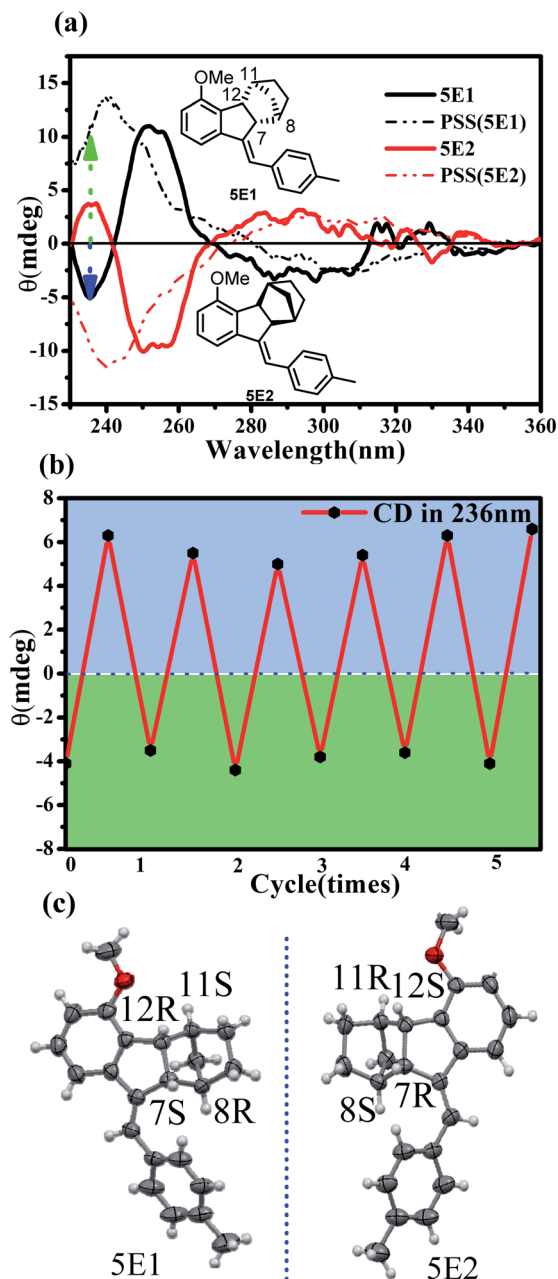 (a)
15
10
5
0
-5
-10
-15
θ(mdeg)
OMe
11
12
8
7
5E1
5E1
PSS(5E1)
5E2
PSS(5E2)
OMe
5E2
240 260 280 300 320 340 360
Wavelength(nm)
(b)
8
6
4
2
0
-2
-4
-6
-8
θ(mdeg)
CD in 236nm
0 1 2 3 4 5
Cycle(times)
(c)
12R 11S
7S 8R
5E1
11R 12S
8S 7R
5E2